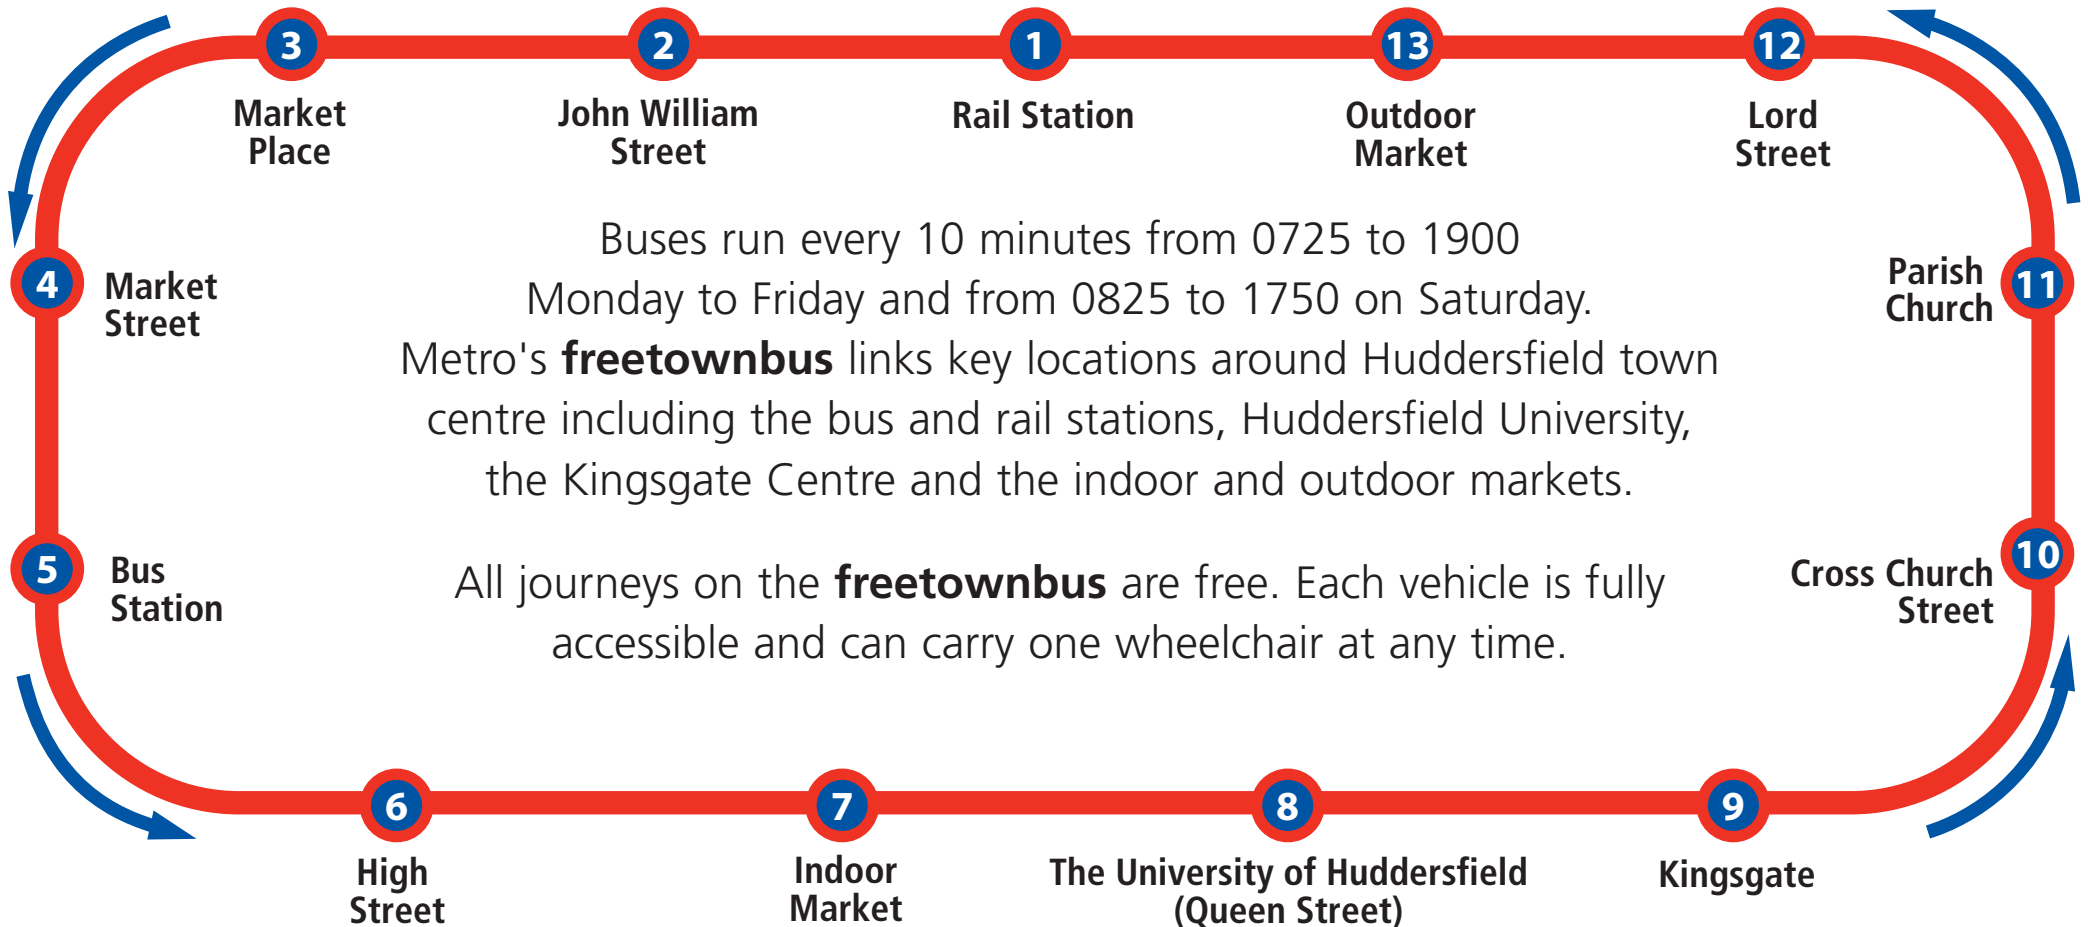 3
Market
Place
2
John William
Street
1
Rail Station
13
Outdoor
Market
12
Lord
Street
4
Market
Street
11
Parish
Church
Buses run every 10 minutes from 0725 to 1900
Monday to Friday and from 0825 to 1750 on Saturday.
Metro's freetownbus links key locations around Huddersfield town
centre including the bus and rail stations, Huddersfield University,
the Kingsgate Centre and the indoor and outdoor markets.
5
Bus
Station
10
Cross Church
Street
All journeys on the freetownbus are free. Each vehicle is fully
accessible and can carry one wheelchair at any time.
6
High
Street
7
Indoor
Market
8
The University of Huddersfield
(Queen Street)
9
Kingsgate